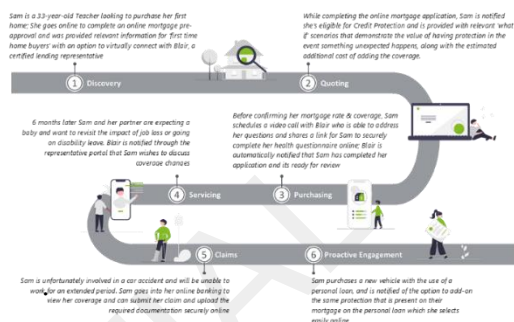 Sam is a 33-year-old Teacher looking to purchase her first
home; She goes online to complete an online mortgage pre-
approval and was provided relevant information for 'first time
home buyers' with an option to virtually connect with Blair, a
certified lending representative
While completing the online mortgage application, Sam is notified
she's eligible for Credit Protection and is provided with relevant 'what
if' scenarios that demonstrate the value of having protection in the
event something unexpected happens, along with the estimated
additional cost of adding the coverage.
1 Discovery
2 Quoting
6 months later Sam and her partner are expecting a
baby and want to revisit the impact of job loss or going
on disability leave. Blair is notified through the
representative portal that Sam wishes to discuss
coverage changes
Before confirming her mortgage rate & coverage, Sam
schedules a video call with Blair who is able to address
her questions and shares a link for Sam to securely
complete her health questionnaire online; Blair is
automatically notified that Sam has completed her
application and its ready for review
4 Servicing
3 Purchasing
5 Claims
6 Proactive Engagement
Sam is unfortunately involved in a car accident and will be unable to
work for an extended period. Sam goes into her online banking to
view her coverage and can submit her claim and upload the
required documentation securely online
Sam purchases a new vehicle with the use of a
personal loan, and is notified of the option to add-on
the same protection that is present on their
mortgage on the personal loan which she selects
easily online